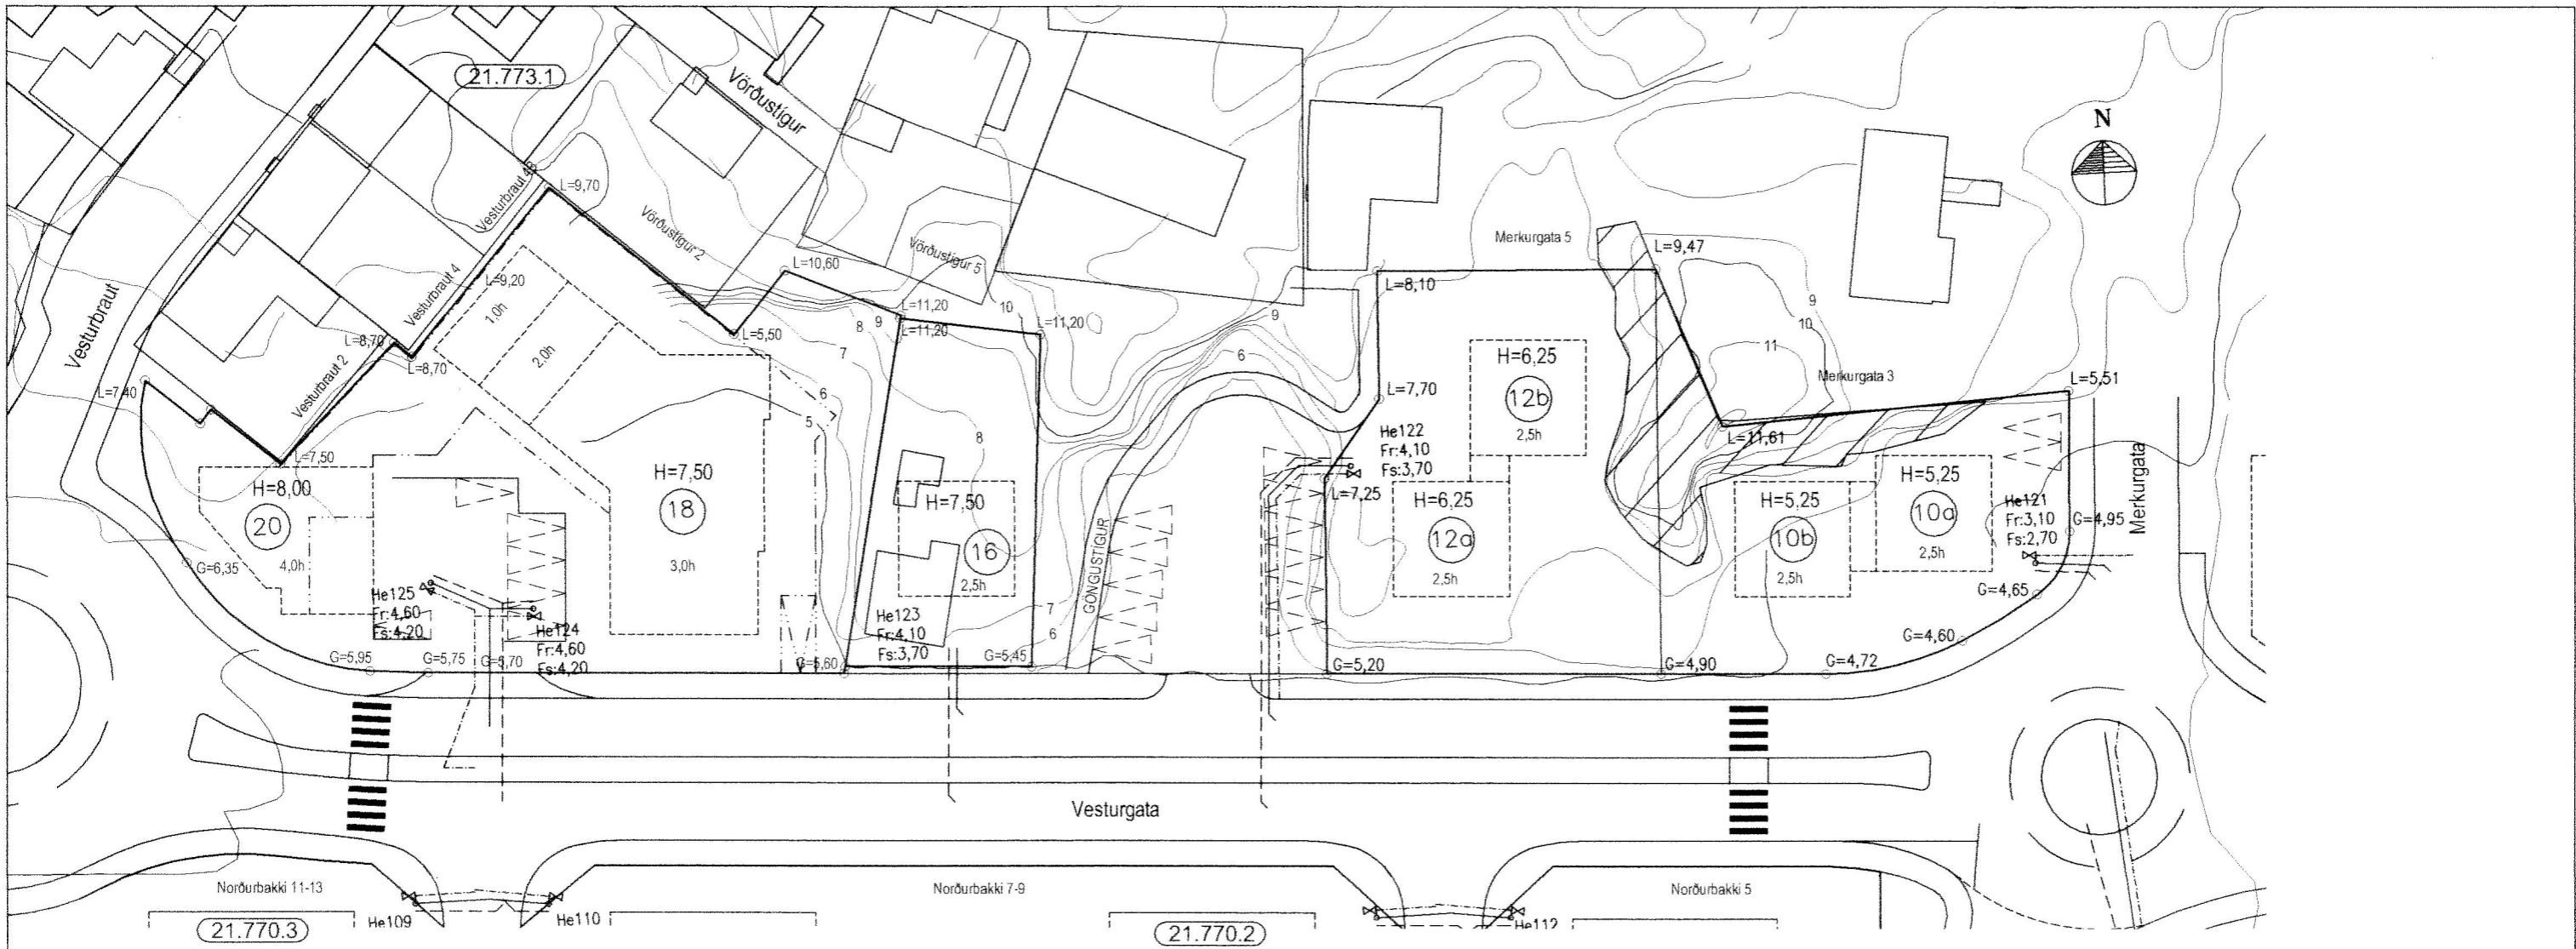 21.773.1
Vörðustígur
N
Vesturbraut
Vesturbraut 4
L=9,70
Vörðustígur 2
Vörðustígur 5
L=10,60
L=9,20
1.0h
2,0h
Vesturbraut 4
Vesturbraut 2
L=8,70
L=8,70
L=7,40
L=7,50
L=5,50
L=11,20
L=11,20
L=11,20
10
9
8
7
6
5
8
9
6
Merkurgata 5
L=9,47
L=8,10
L=7,70
9
10
11
Merkurgata 3
L=5,51
L=11,61
H=6,25
12b
2,5h
He122
Fr:4,10
Fs:3,70
L=7,25
H=6,25
12a
2,5h
H=8,00
20
4,0h
G=6,35
H=7,50
18
3,0h
H=7,50
16
2,5h
7
6
GÖNGUSTÍGUR
H=5,25
10b
2,5h
H=5,25
10a
2,5h
He121
Fr:3,10
Fs:2,70
G=4,95
Merkurgata
G=4,65
G=4,60
G=4,72
G=4,90
G=5,20
G=5,45
G=5,60
He123
Fr:4,10
Fs:3,70
He125
Fr:4,60
Fs:4,20
He124
Fr:4,60
Fs:4,20
G=5,95
G=5,75
G=5,70
Vesturgata
Norðurbakki 11-13
Norðurbakki 7-9
Norðurbakki 5
He109
He110
He112
21.770.3
21.770.2